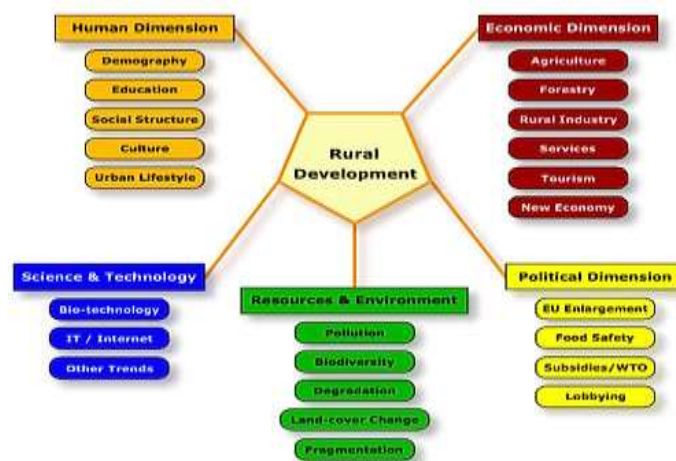 Human Dimension
Demography
Education
Social Structure
Culture
Urban Lifestyle
Economic Dimension
Agriculture
Forestry
Rural Industry
Services
Tourism
New Economy
Rural
Development
Science & Technology
Bio-technology
IT / Internet
Other Trends
Resources & Environment
Pollution
Biodiversity
Degradation
Land-cover Change
Fragmentation
Political Dimension
EU Enlargement
Food Safety
Subsidies/WTO
Lobbying